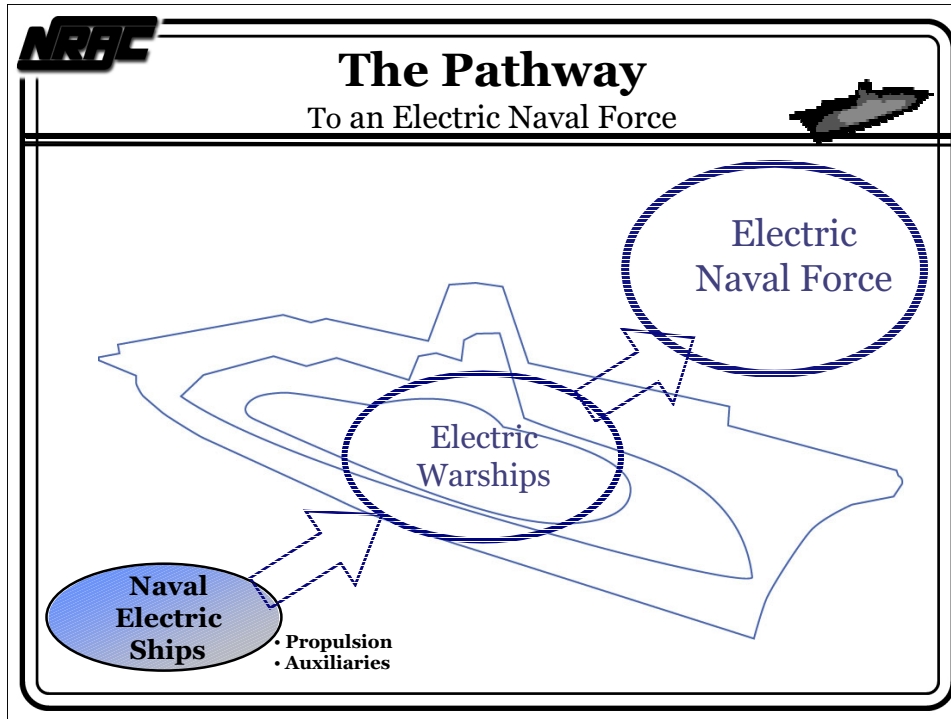 NRAC
The Pathway
To an Electric Naval Force
Electric
Naval Force
Electric
Warships
Naval
Electric
Ships
• Propulsion
• Auxiliaries